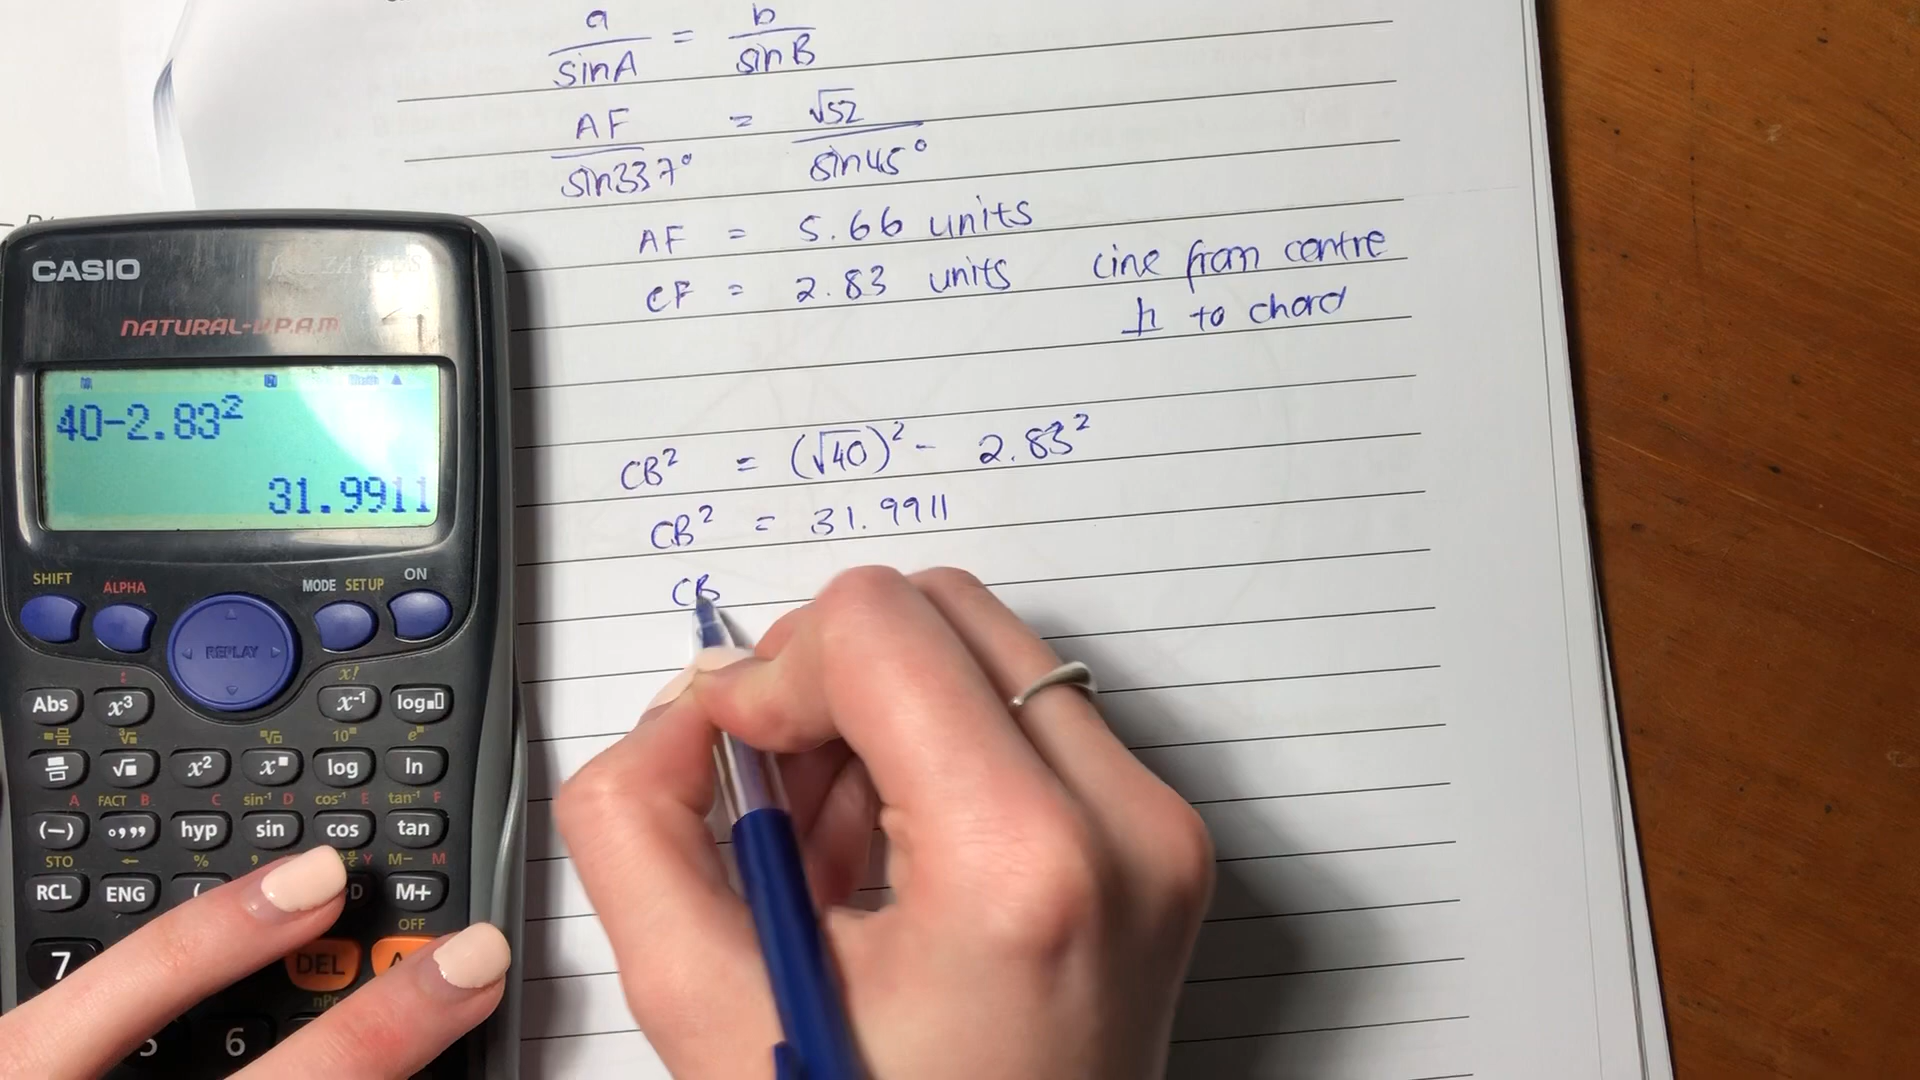 a/sinA = b/sinB
AF/sin33.7° = √52/sin45°
AF = 5.66 units
CF = 2.83 units line from centre
⊥ to chord
CB² = (√40)² - 2.83²
CB² = 31.9911
CB
CASIO
NATURAL-V.P.A.M.
40-2.83²
31.9911
SHIFT ALPHA MODE SETUP ON
REPLAY
x!
Abs x³ x⁻¹ log
10 e
√ x² x log ln
A FACT B C sin⁻¹ D cos⁻¹ E tan⁻¹ F
(-) hyp sin cos tan
STO ← % , Y M- M
RCL ENG ( M+
OFF
7 DEL A
5 6